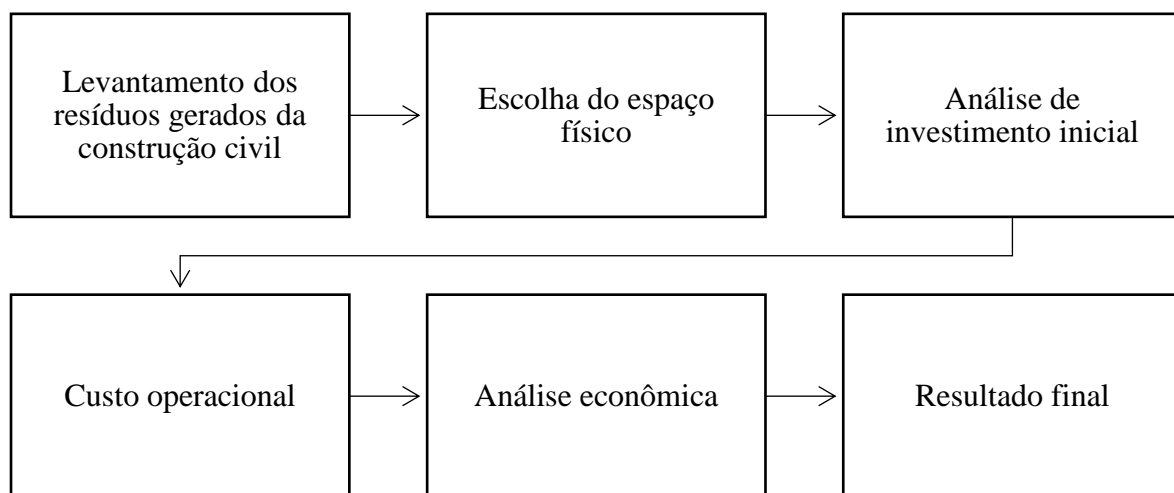 Levantamento dos
resíduos gerados da
construção civil
Escolha do espaço
físico
Análise de
investimento inicial
Custo operacional
Análise econômica
Resultado final